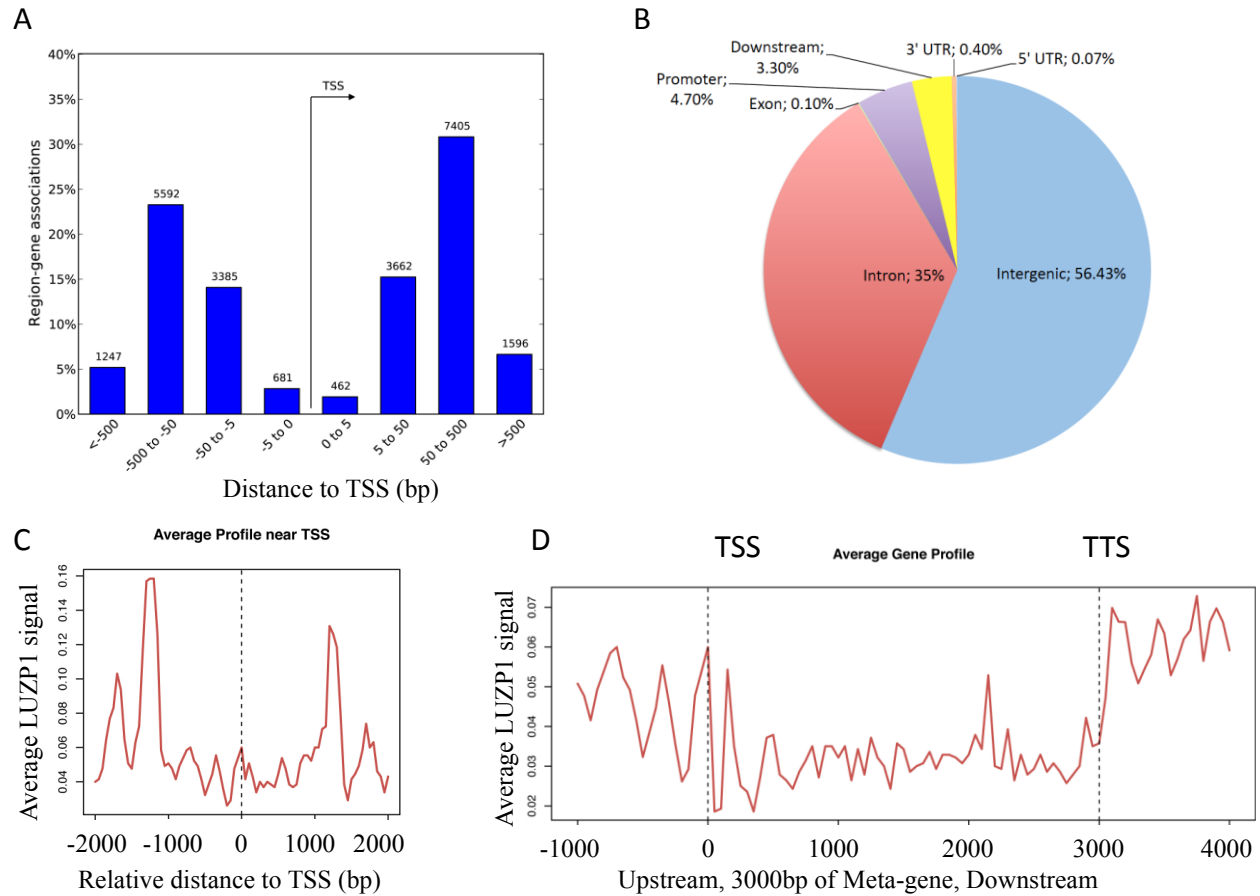 A
40%
35%
30%
25%
20%
15%
10%
5%
0%
Region-gene associations
TSS
1247
5592
3385
681
462
3662
7405
1596
<-500
-500 to -50
-50 to -5
-5 to 0
0 to 5
5 to 50
50 to 500
>500
Distance to TSS (bp)
B
Downstream; 3.30%
3' UTR; 0.40%
5' UTR; 0.07%
Promoter; 4.70%
Exon; 0.10%
Intron; 35%
Intergenic; 56.43%
C
Average Profile near TSS
Average LUZP1 signal
0.16
0.14
0.12
0.10
0.08
0.06
0.04
-2000 -1000 0 1000 2000
Relative distance to TSS (bp)
D
TSS
Average Gene Profile
TTS
Average LUZP1 signal
0.07
0.06
0.05
0.04
0.03
0.02
-1000 0 1000 2000 3000 4000
Upstream, 3000bp of Meta-gene, Downstream